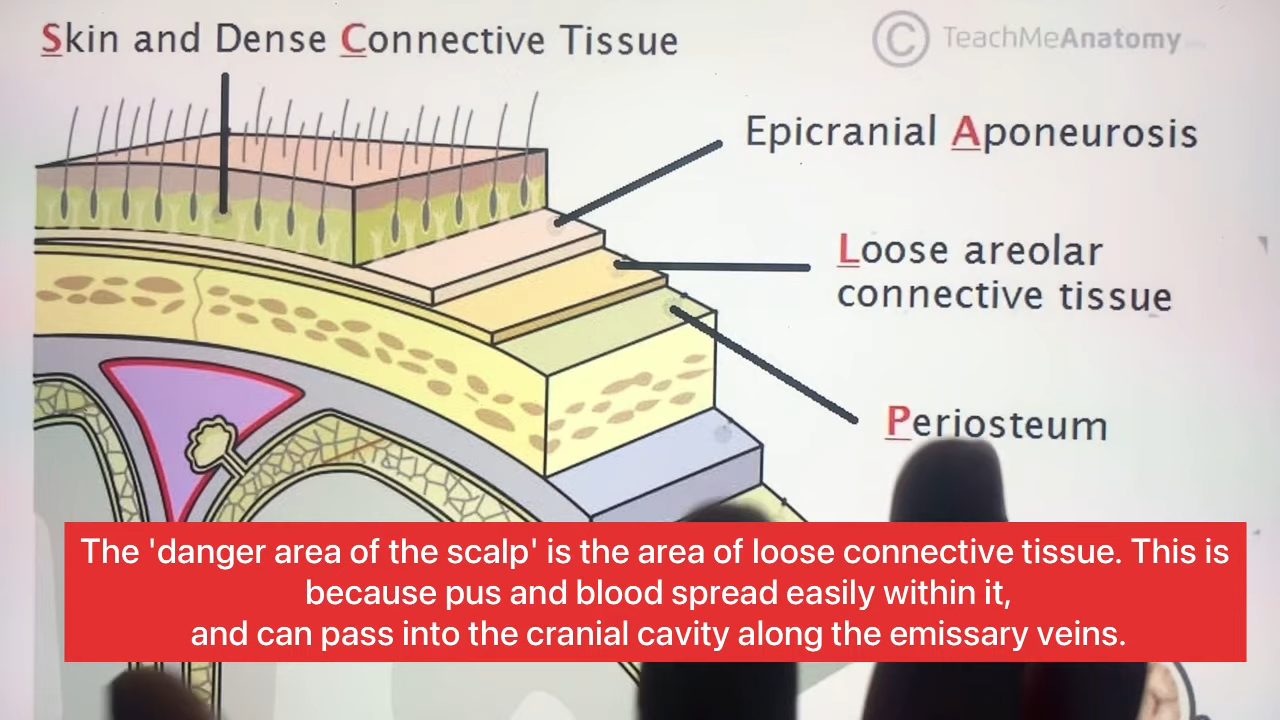 Skin and Dense Connective Tissue
© TeachMeAnatomy
Epicranial Aponeurosis
Loose areolar
connective tissue
Periosteum
The 'danger area of the scalp' is the area of loose connective tissue. This is
because pus and blood spread easily within it,
and can pass into the cranial cavity along the emissary veins.